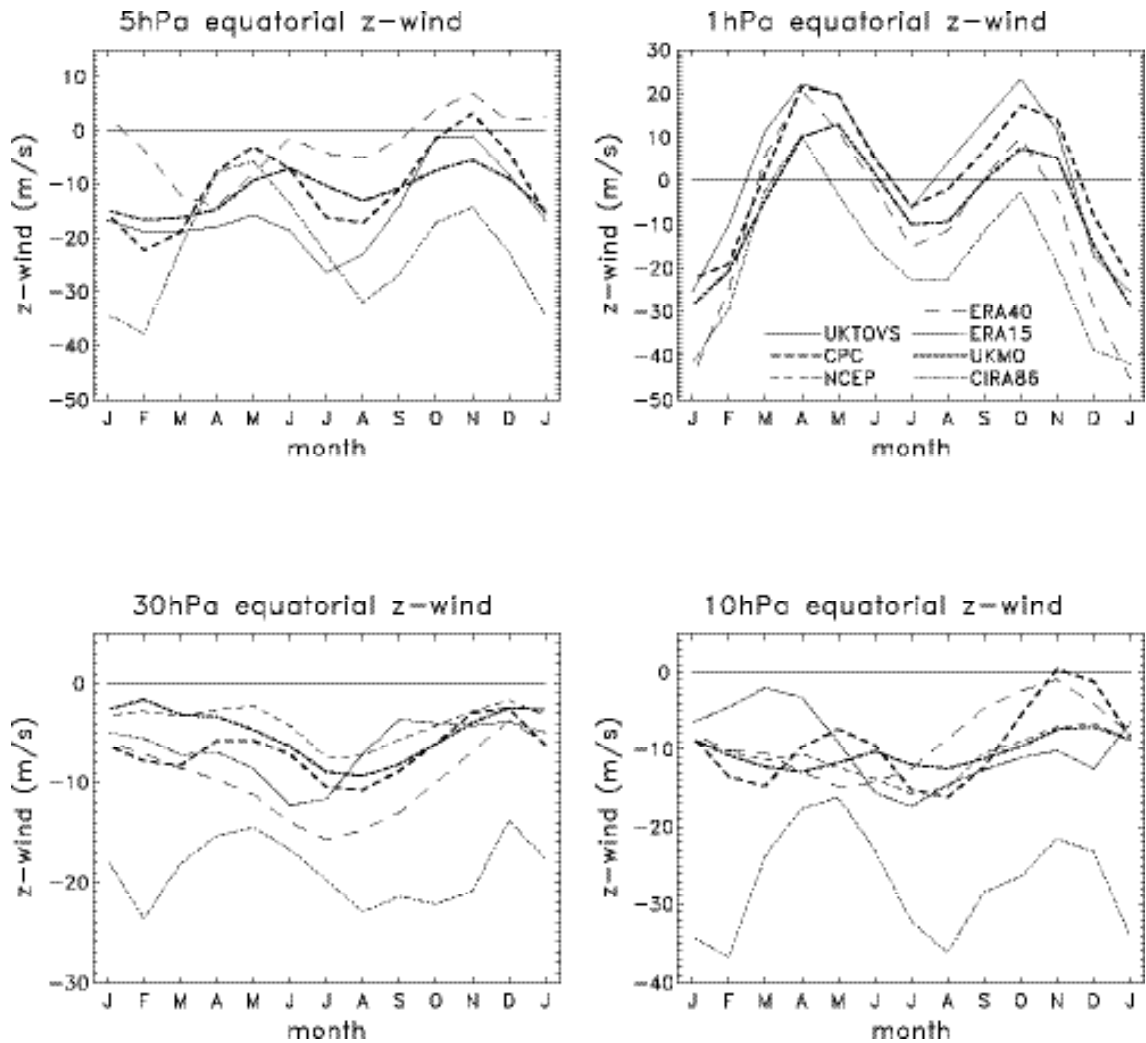 5hPa equatorial z-wind
z-wind (m/s)
10
0
-10
-20
-30
-40
-50
J F M A M J J A S O N D J
month
1hPa equatorial z-wind
z-wind (m/s)
30
20
10
0
-10
-20
-30
-40
-50
UKTOVS
CPC
NCEP
ERA40
ERA15
UKMO
CIRA86
J F M A M J J A S O N D J
month
30hPa equatorial z-wind
z-wind (m/s)
0
-10
-20
-30
J F M A M J J A S O N D J
month
10hPa equatorial z-wind
z-wind (m/s)
0
-10
-20
-30
-40
J F M A M J J A S O N D J
month